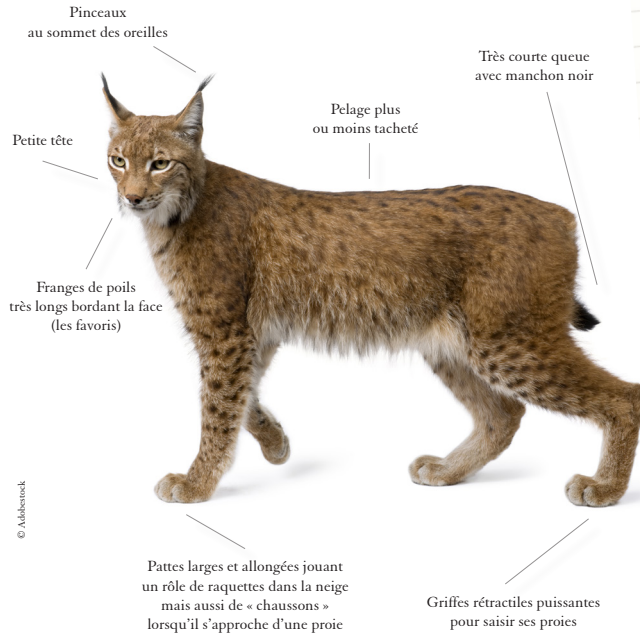 Pinceaux
au sommet des oreilles
Très courte queue
avec manchon noir
Pelage plus
ou moins tacheté
Petite tête
Franges de poils
très longs bordant la face
(les favoris)
© Adobestock
Pattes larges et allongées jouant
un rôle de raquettes dans la neige
mais aussi de « chaussons »
lorsqu’il s’approche d’une proie
Griffes rétractiles puissantes
pour saisir ses proies